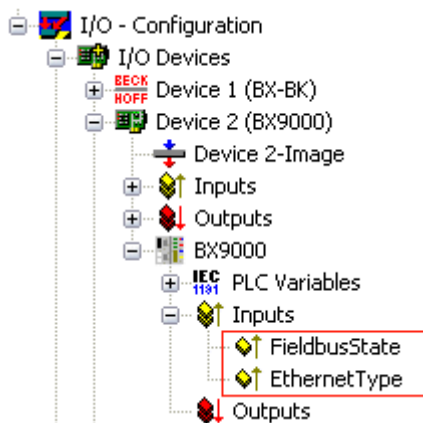 I/O - Configuration
I/O Devices
BECK
HOFF
Device 1 (BX-BK)
Device 2 (BX9000)
Device 2-Image
Inputs
Outputs
BX9000
IEC
1131
PLC Variables
Inputs
FieldbusState
EthernetType
Outputs